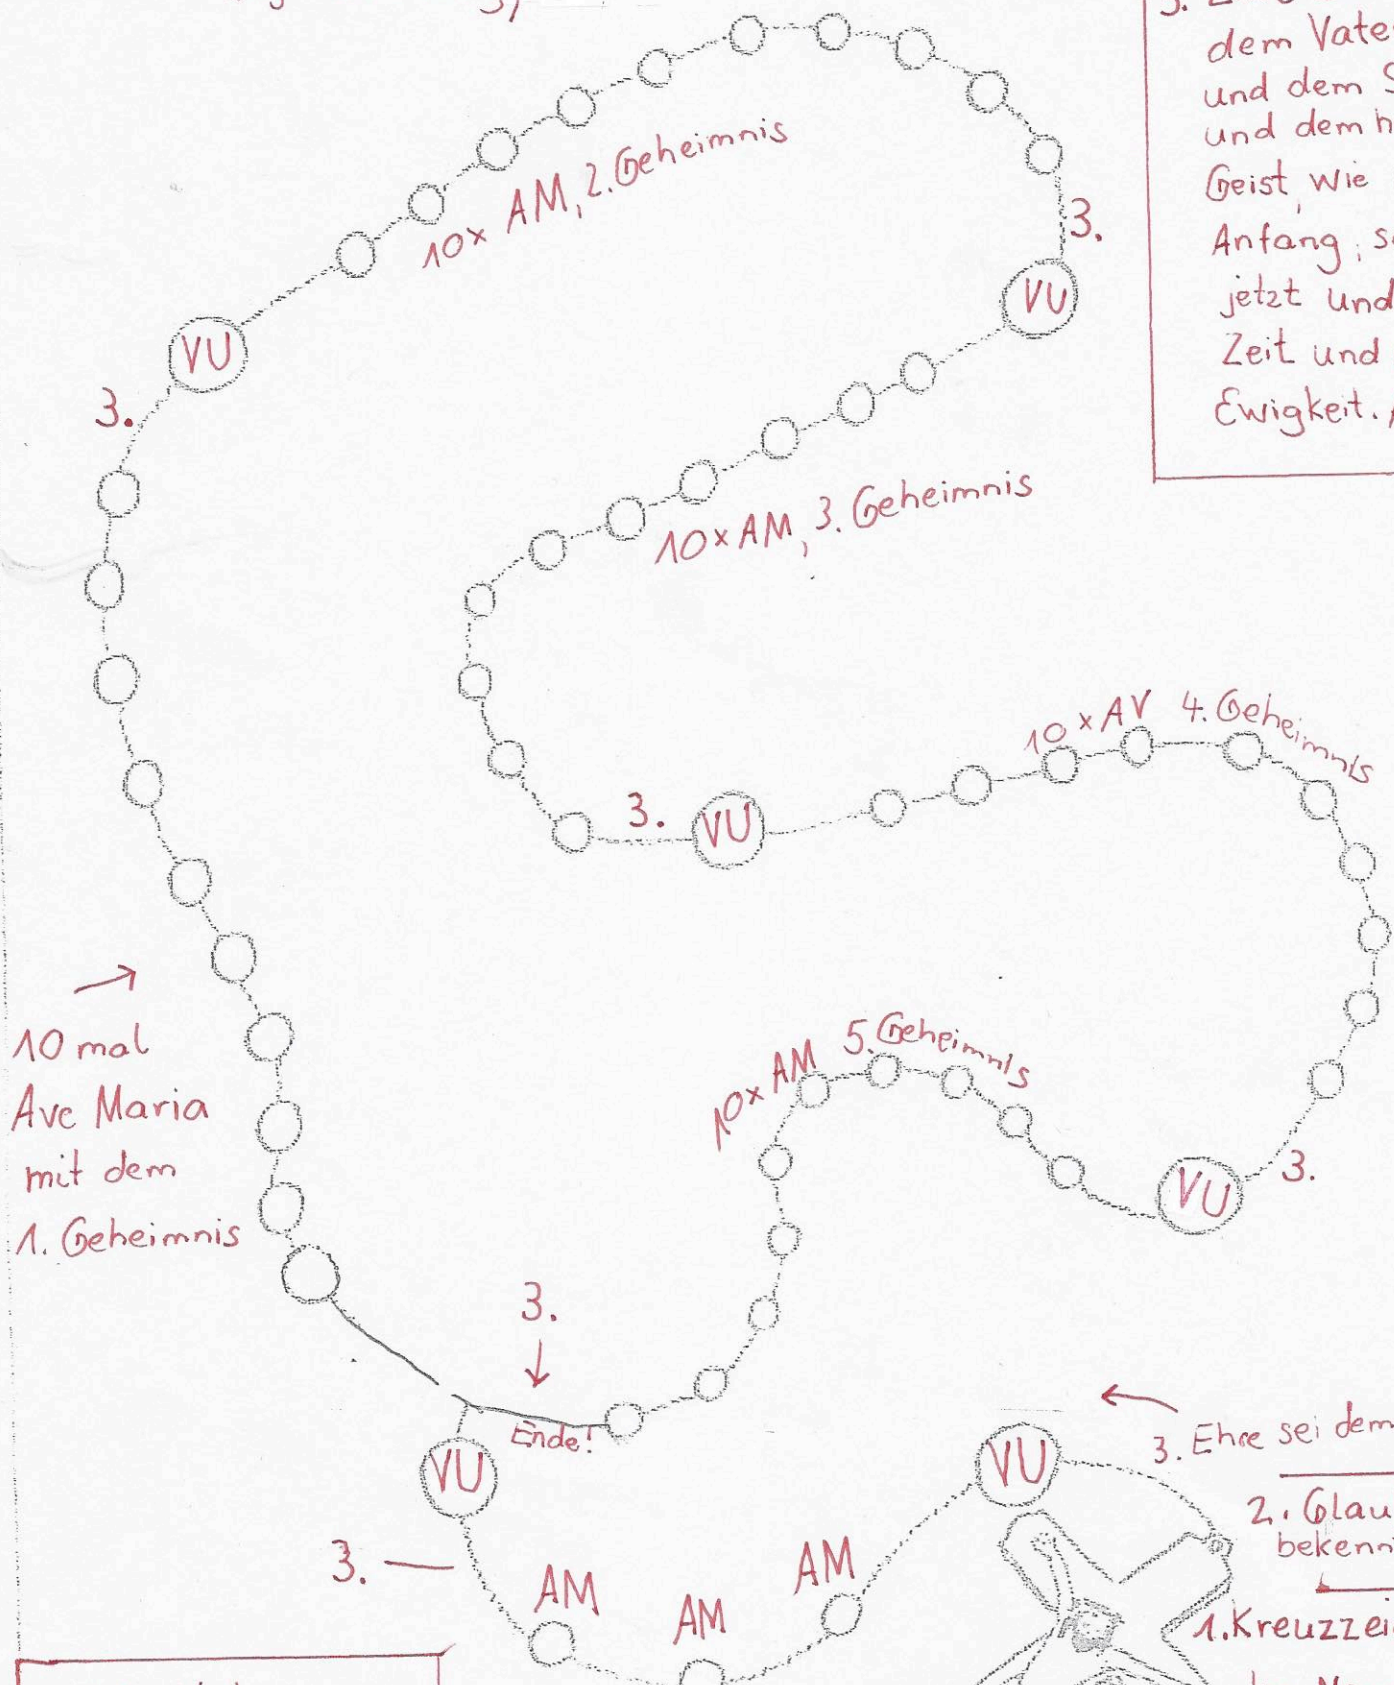 dem
und dem
und dem
Geist, wie
Anfang, so
jetzt und
Zeit und
Ewigkeit.
10x AM, 2. Geheimnis
3.
VU
VU
3.
10x AM, 3. Geheimnis
10x AV 4. Geheimnis
3.
VU
10 mal
Ave Maria
mit dem
1. Geheimnis
10x AM 5. Geheimnis
3.
VU
3.
Ende!
VU
VU
3. Ehre sei dem
2. Glau
bekenn
1. Kreuzzei
3.
AM
AM
AM